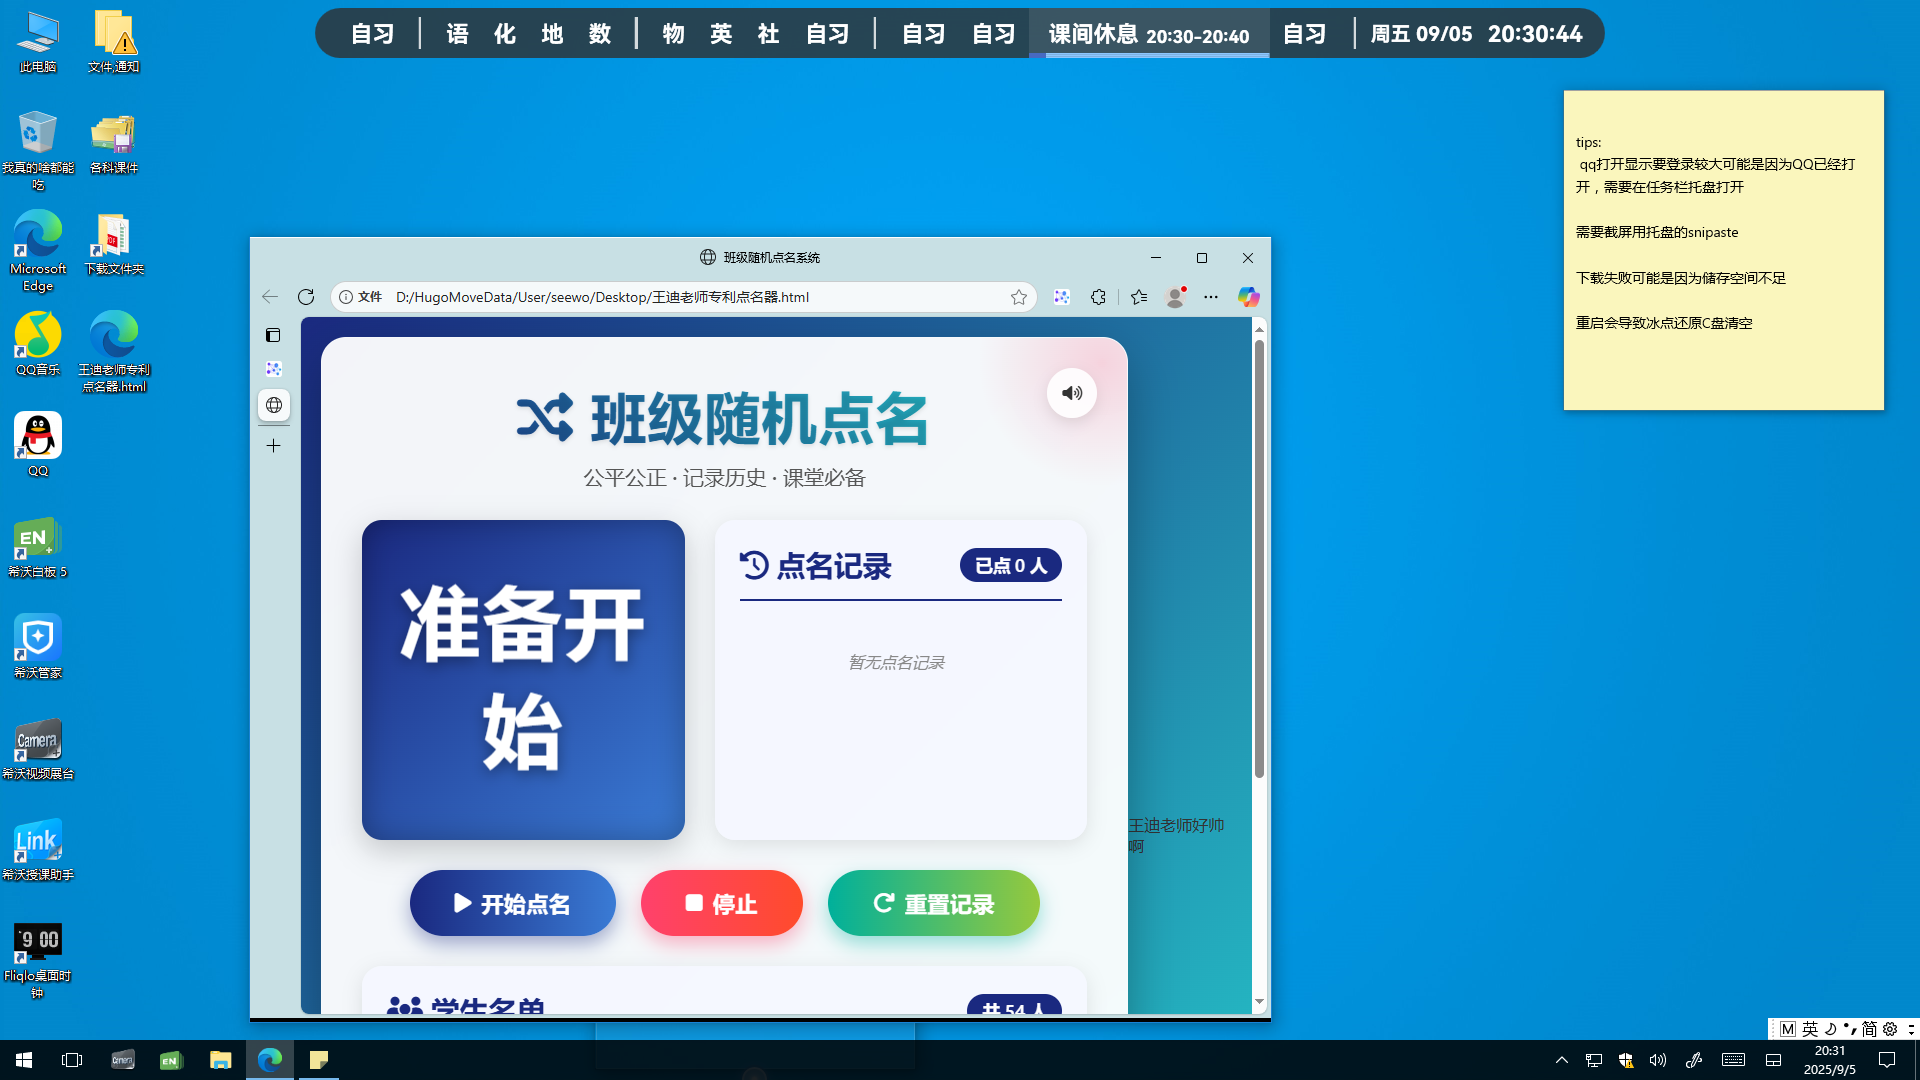 自习 语 化 地 数 物 英 社 自习 自习 自习 课间休息 20:30-20:40 自习 周五 09/05 20:30:44
此电脑
文件,通知
我真的啥都能吃
各科课件
Microsoft
Edge
下载文件夹
QQ音乐
王迪老师专利
点名器.html
QQ
EN
希沃白板 5
希沃管家
Camera
希沃视频展台
Link
希沃授课助手
9 00
Fliqlo桌面时
钟
tips:
qq打开显示要登录较大可能是因为QQ已经打
开，需要在任务栏托盘打开
需要截屏用托盘的snipaste
下载失败可能是因为储存空间不足
重启会导致冰点还原C盘清空
班级随机点名系统
文件 D:/HugoMoveData/User/seewo/Desktop/王迪老师专利点名器.html
班级随机点名
公平公正 · 记录历史 · 课堂必备
准备开
始
点名记录
已点 0 人
暂无点名记录
王迪老师好帅
啊
开始点名
停止
重置记录
学生名单
共 54 人
M 英 简
Camera
EN
20:31
2025/9/5